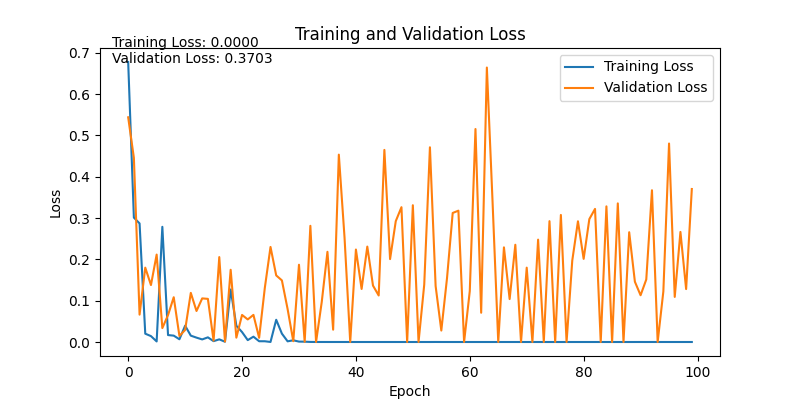 Training and Validation Loss
Training Loss: 0.0000
Validation Loss: 0.3703
Training Loss
Validation Loss
Loss
0.7
0.6
0.5
0.4
0.3
0.2
0.1
0.0
0
20
40
60
80
100
Epoch